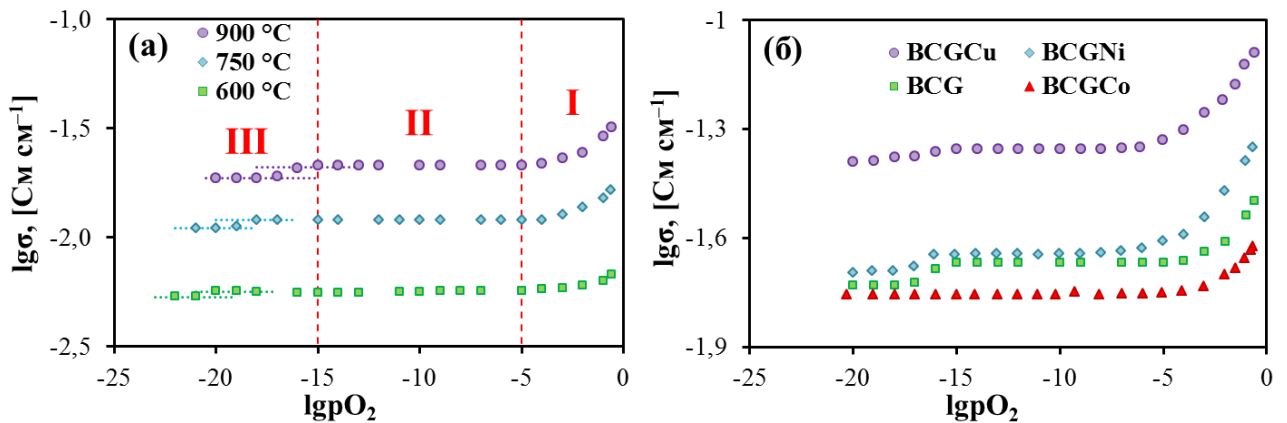 (а)
900 °C
750 °C
600 °C
III
II
I
-1,0
-1,5
-2,0
-2,5
-25
-20
-15
-10
-5
0
lgσ, [См см⁻¹]
lgpO₂
(б)
BCGCu
BCGNi
BCG
BCGCo
-1
-1,3
-1,6
-1,9
-25
-20
-15
-10
-5
0
lgσ, [См см⁻¹]
lgpO₂